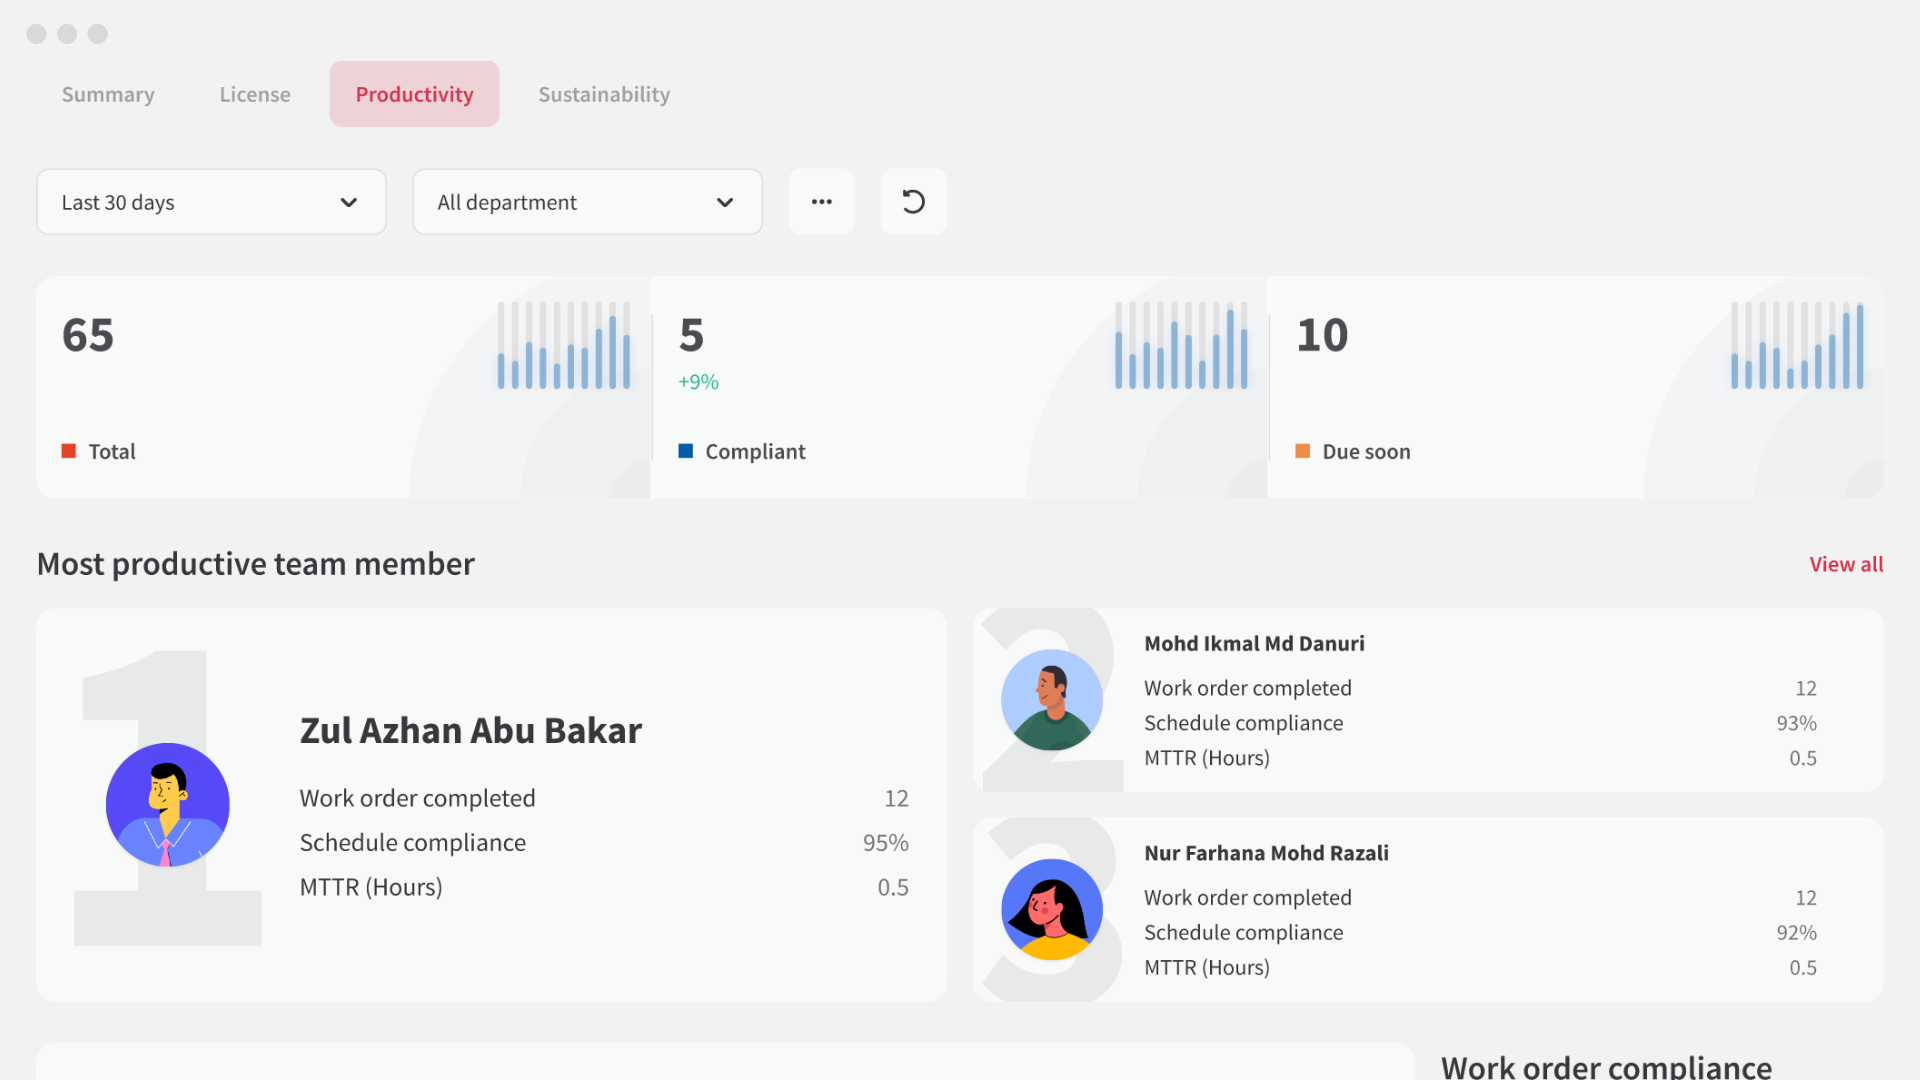 Summary License Productivity Sustainability
Last 30 days All department
65 5 10
+9%
Total Compliant Due soon
Most productive team member View all
1
Zul Azhan Abu Bakar
Work order completed 12
Schedule compliance 95%
MTTR (Hours) 0.5
2
Mohd Ikmal Md Danuri
Work order completed 12
Schedule compliance 93%
MTTR (Hours) 0.5
3
Nur Farhana Mohd Razali
Work order completed 12
Schedule compliance 92%
MTTR (Hours) 0.5
Work order compliance